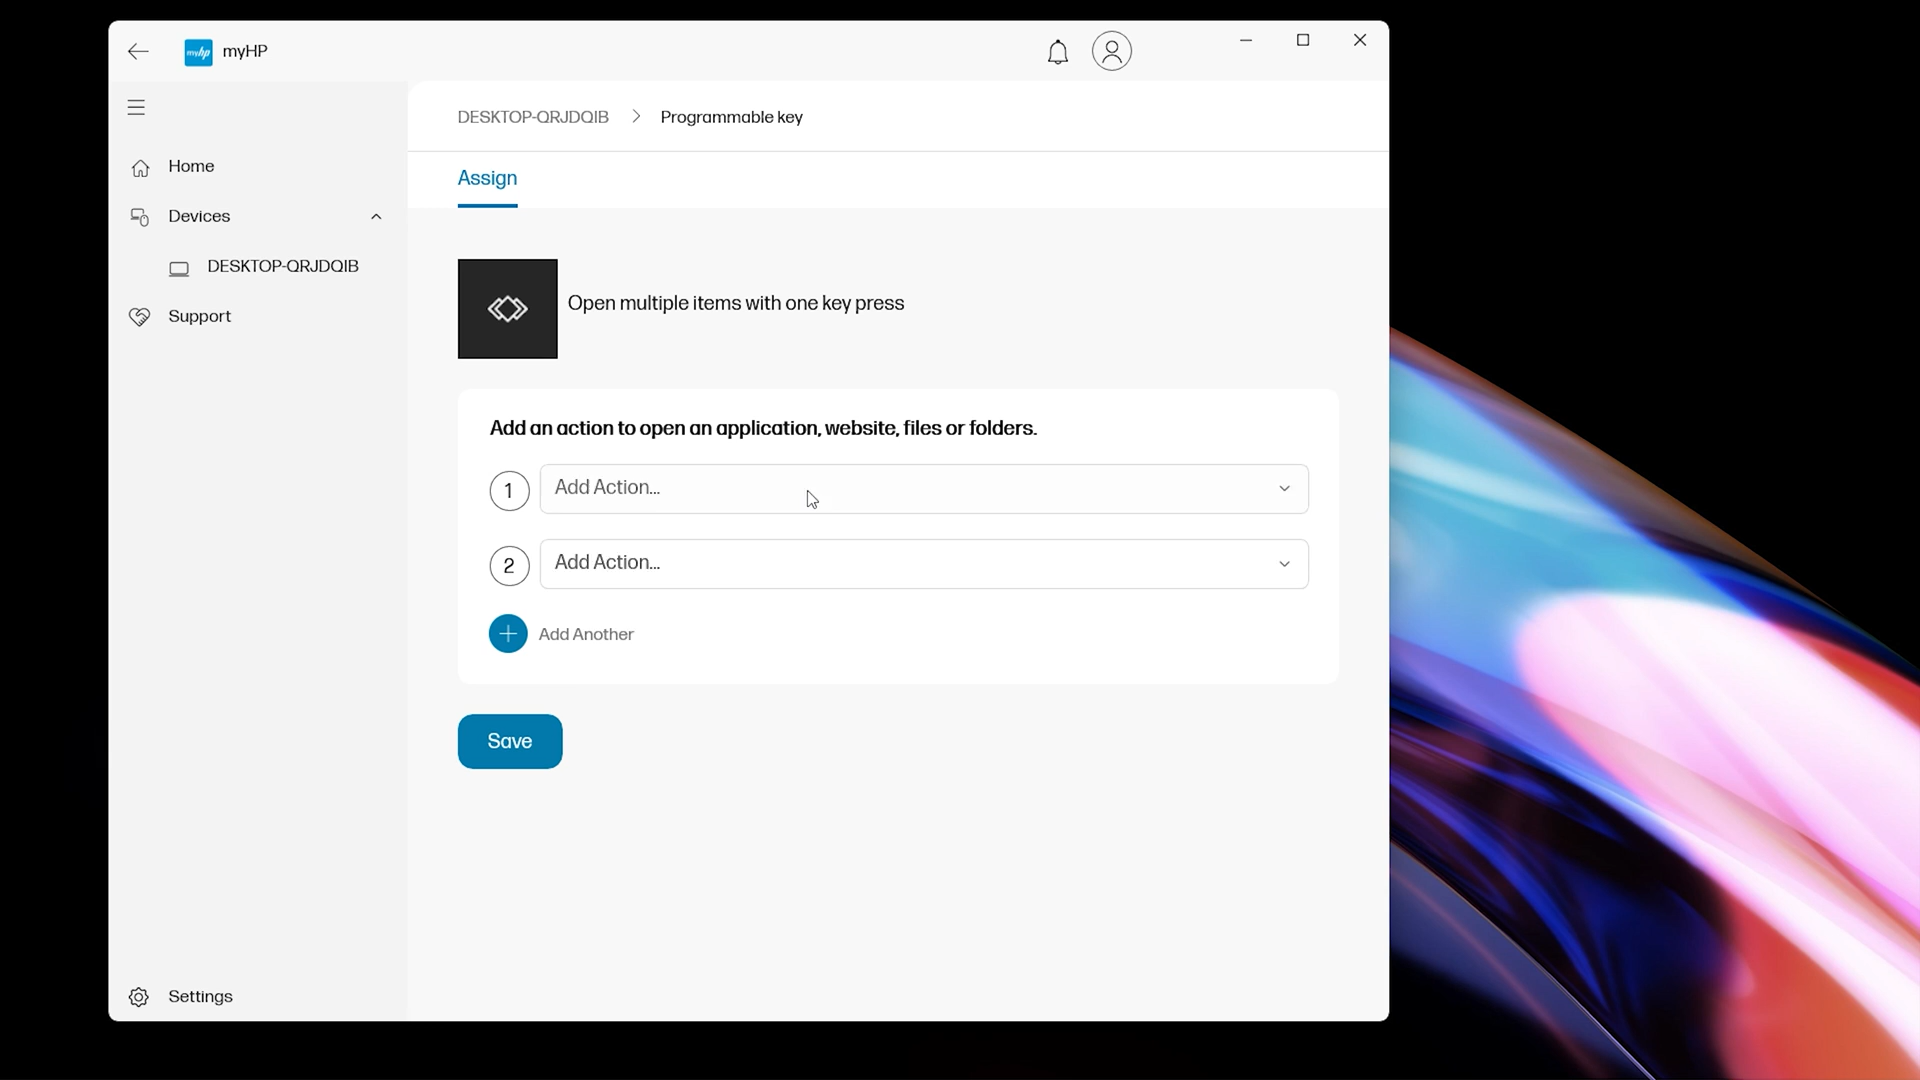 myhp myHP
DESKTOP-QRJDQIB > Programmable key
Home
Assign
Devices
DESKTOP-QRJDQIB
Open multiple items with one key press
Support
Add an action to open an application, website, files or folders.
1 Add Action...
2 Add Action...
+ Add Another
Save
Settings